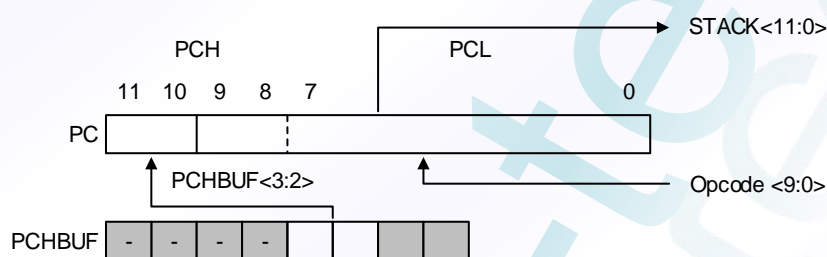 STACK<11:0>
PCH PCL
11 10 9 8 7 0
PC
PCHBUF<3:2>
Opcode <9:0>
PCHBUF - - - -